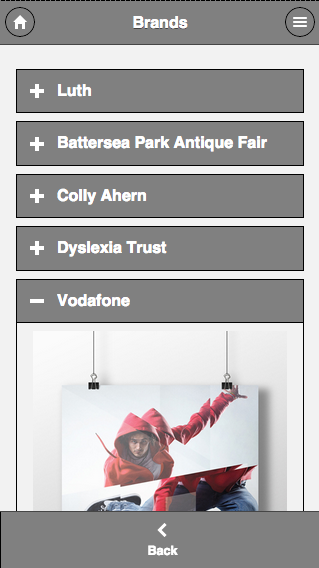 Brands
Luth
Battersea Park Antique Fair
Colly Ahern
Dyslexia Trust
Vodafone
Back